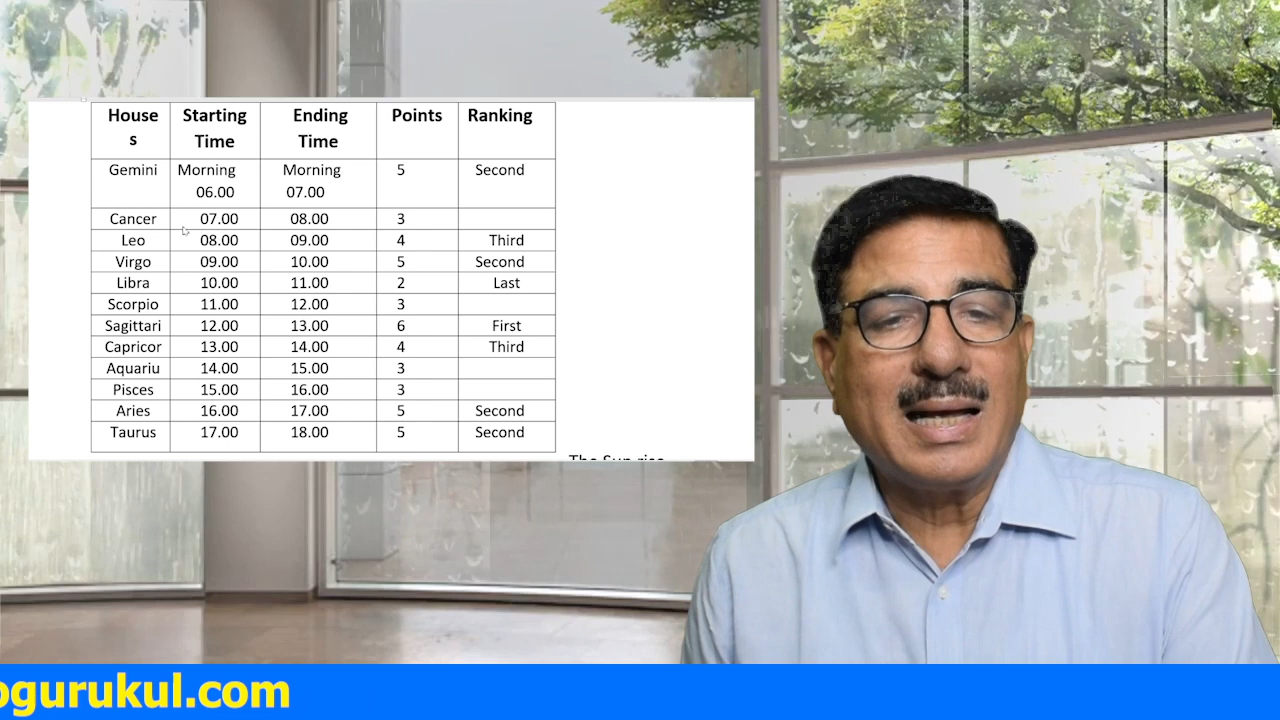 House Starting Ending Points Ranking
s Time Time
Gemini Morning Morning 5 Second
06.00 07.00
Cancer 07.00 08.00 3
Leo 08.00 09.00 4 Third
Virgo 09.00 10.00 5 Second
Libra 10.00 11.00 2 Last
Scorpio 11.00 12.00 3
Sagittari 12.00 13.00 6 First
Capricor 13.00 14.00 4 Third
Aquariu 14.00 15.00 3
Pisces 15.00 16.00 3
Aries 16.00 17.00 5 Second
Taurus 17.00 18.00 5 Second
The Sun rise
ogurukul.com